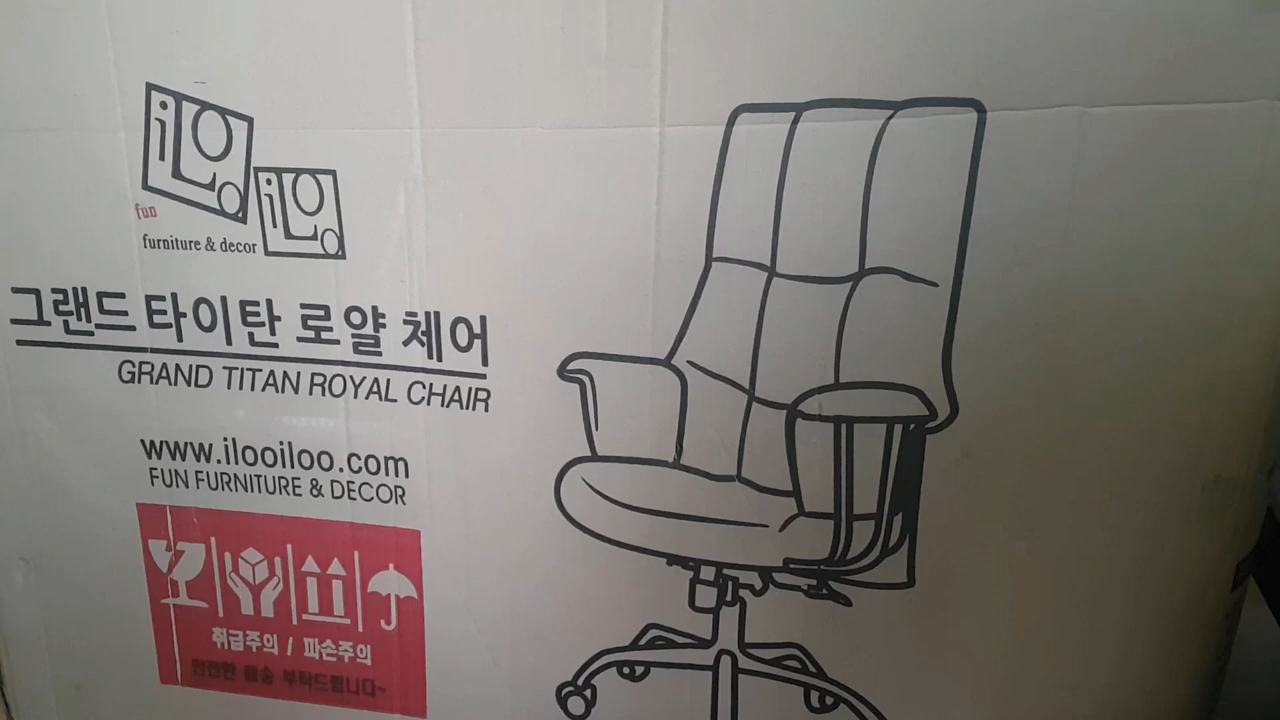 iLOo
iLOo
fun
furniture & decor
그랜드 타이탄 로얄 체어
GRAND TITAN ROYAL CHAIR
www.ilooiloo.com
FUN FURNITURE & DECOR
취급주의 / 파손주의
안전한 배송 부탁드립니다~